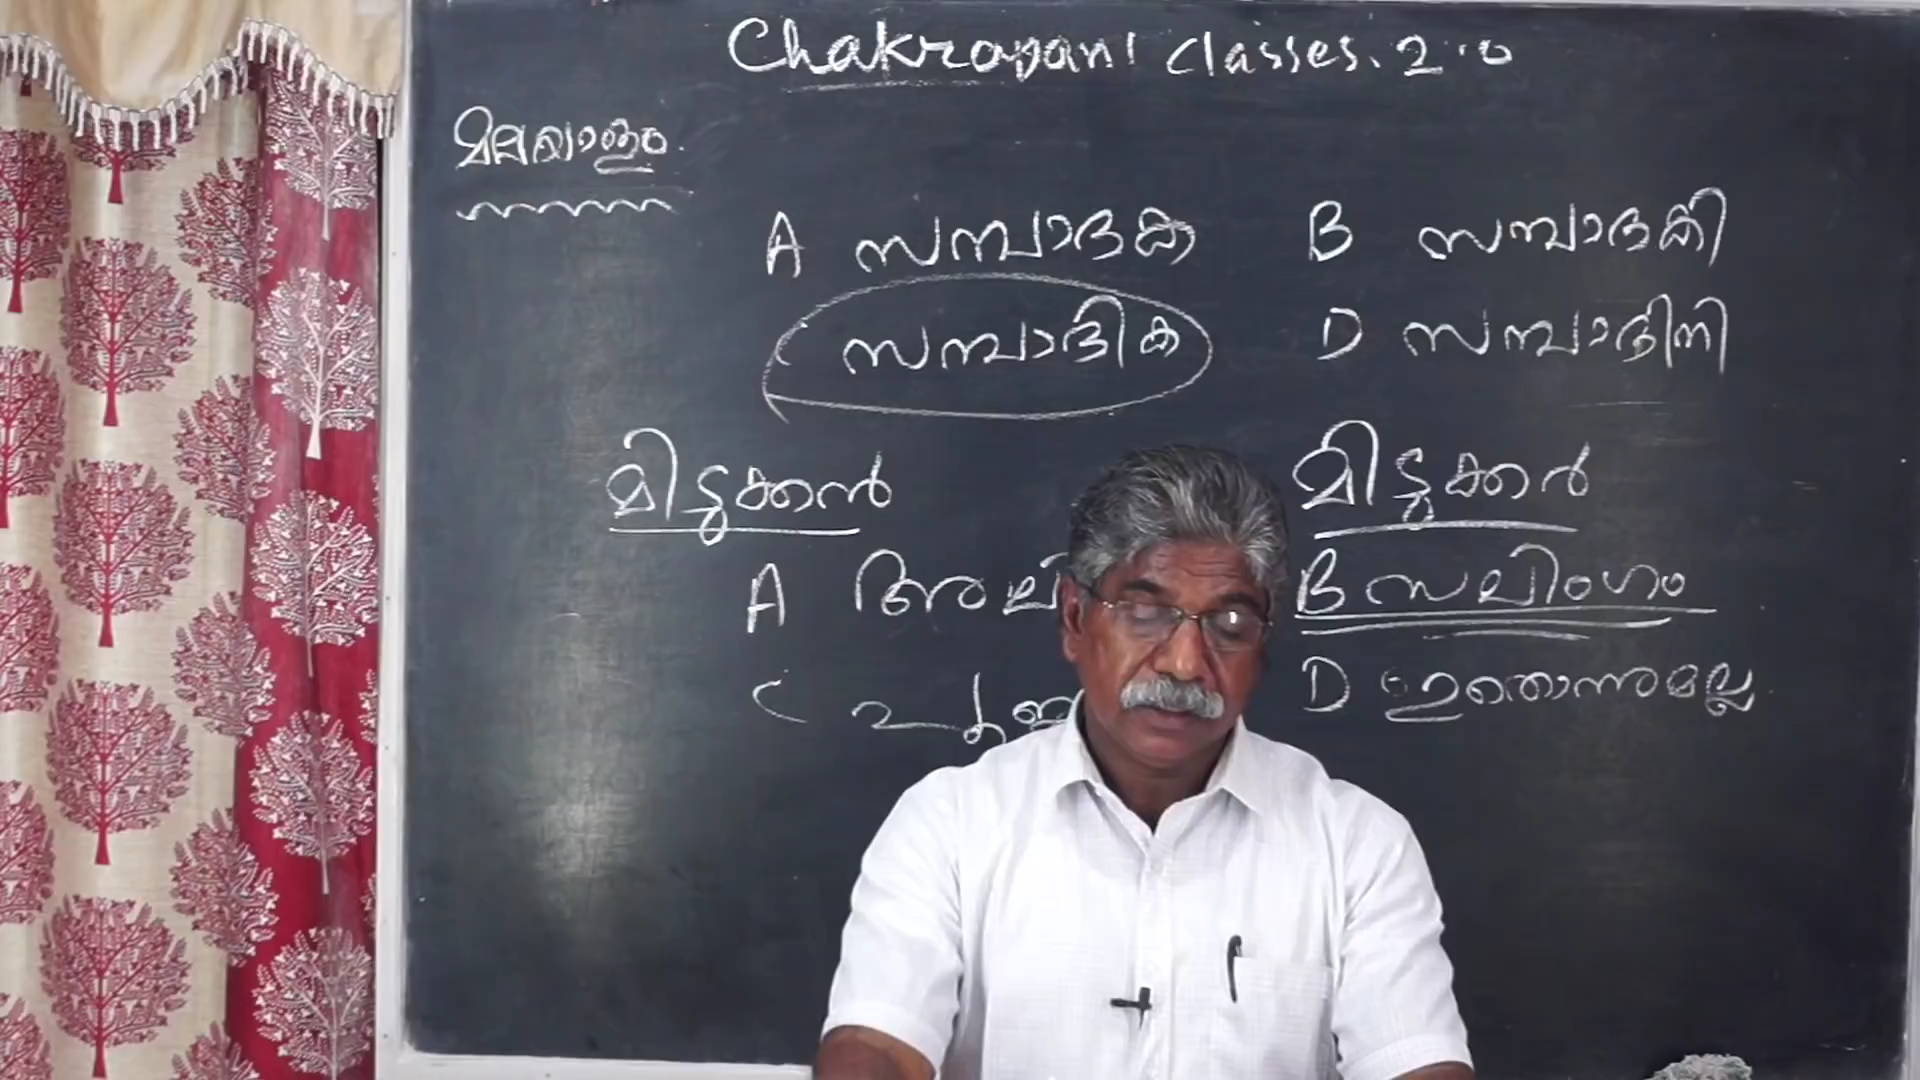 Chakrapani Classes. 2.0
മലയാളം.
A സമ്പാദക B സമ്പാദകി
C സമ്പാദിക D സമ്പാദിനി
മിടുക്കൻ മിടുക്കർ
A B സലിംഗം
C D ഇതൊന്നുമല്ല